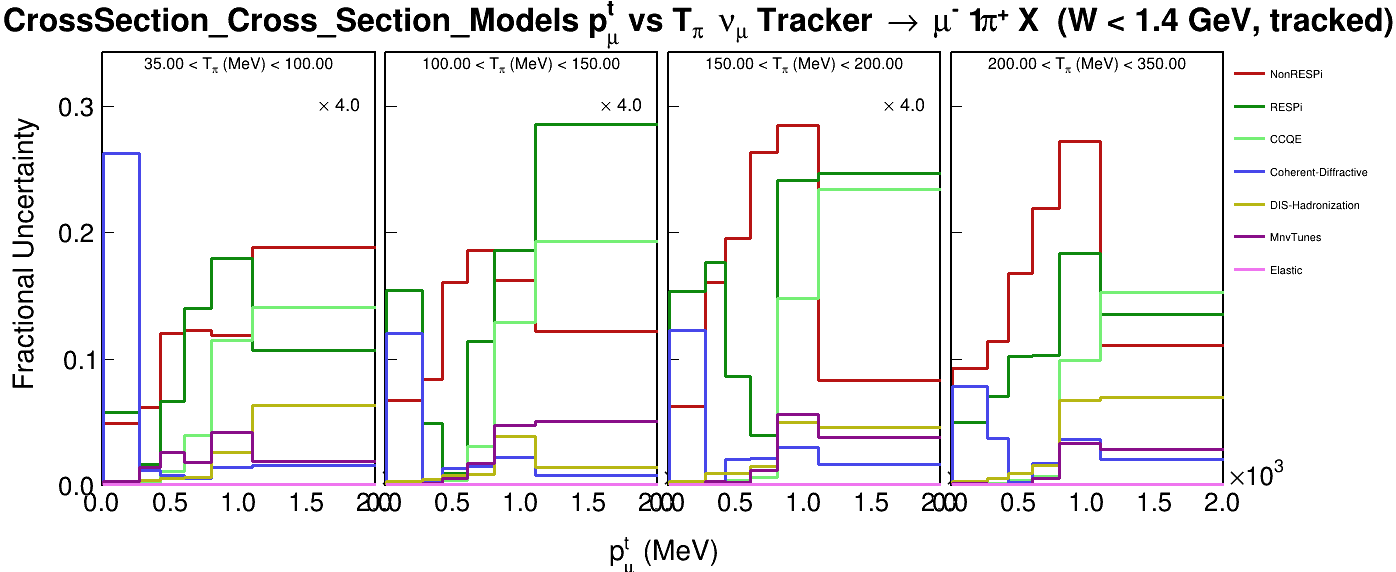 CrossSection_Cross_Section_Models p^t_μ vs T_π ν_μ Tracker → μ^- 1π^+ X (W < 1.4 GeV, tracked)
35.00 < T_π (MeV) < 100.00
100.00 < T_π (MeV) < 150.00
150.00 < T_π (MeV) < 200.00
200.00 < T_π (MeV) < 350.00
× 4.0
× 4.0
× 4.0
NonRESPi
RESPi
CCQE
Coherent-Diffractive
DIS-Hadronization
MnvTunes
Elastic
Fractional Uncertainty
0.3
0.2
0.1
0.0
0.0 0.5 1.0 1.5 2.0
0.0 0.5 1.0 1.5 2.0
0.0 0.5 1.0 1.5 2.0
0.0 0.5 1.0 1.5 2.0
×10^3
p^t_μ (MeV)